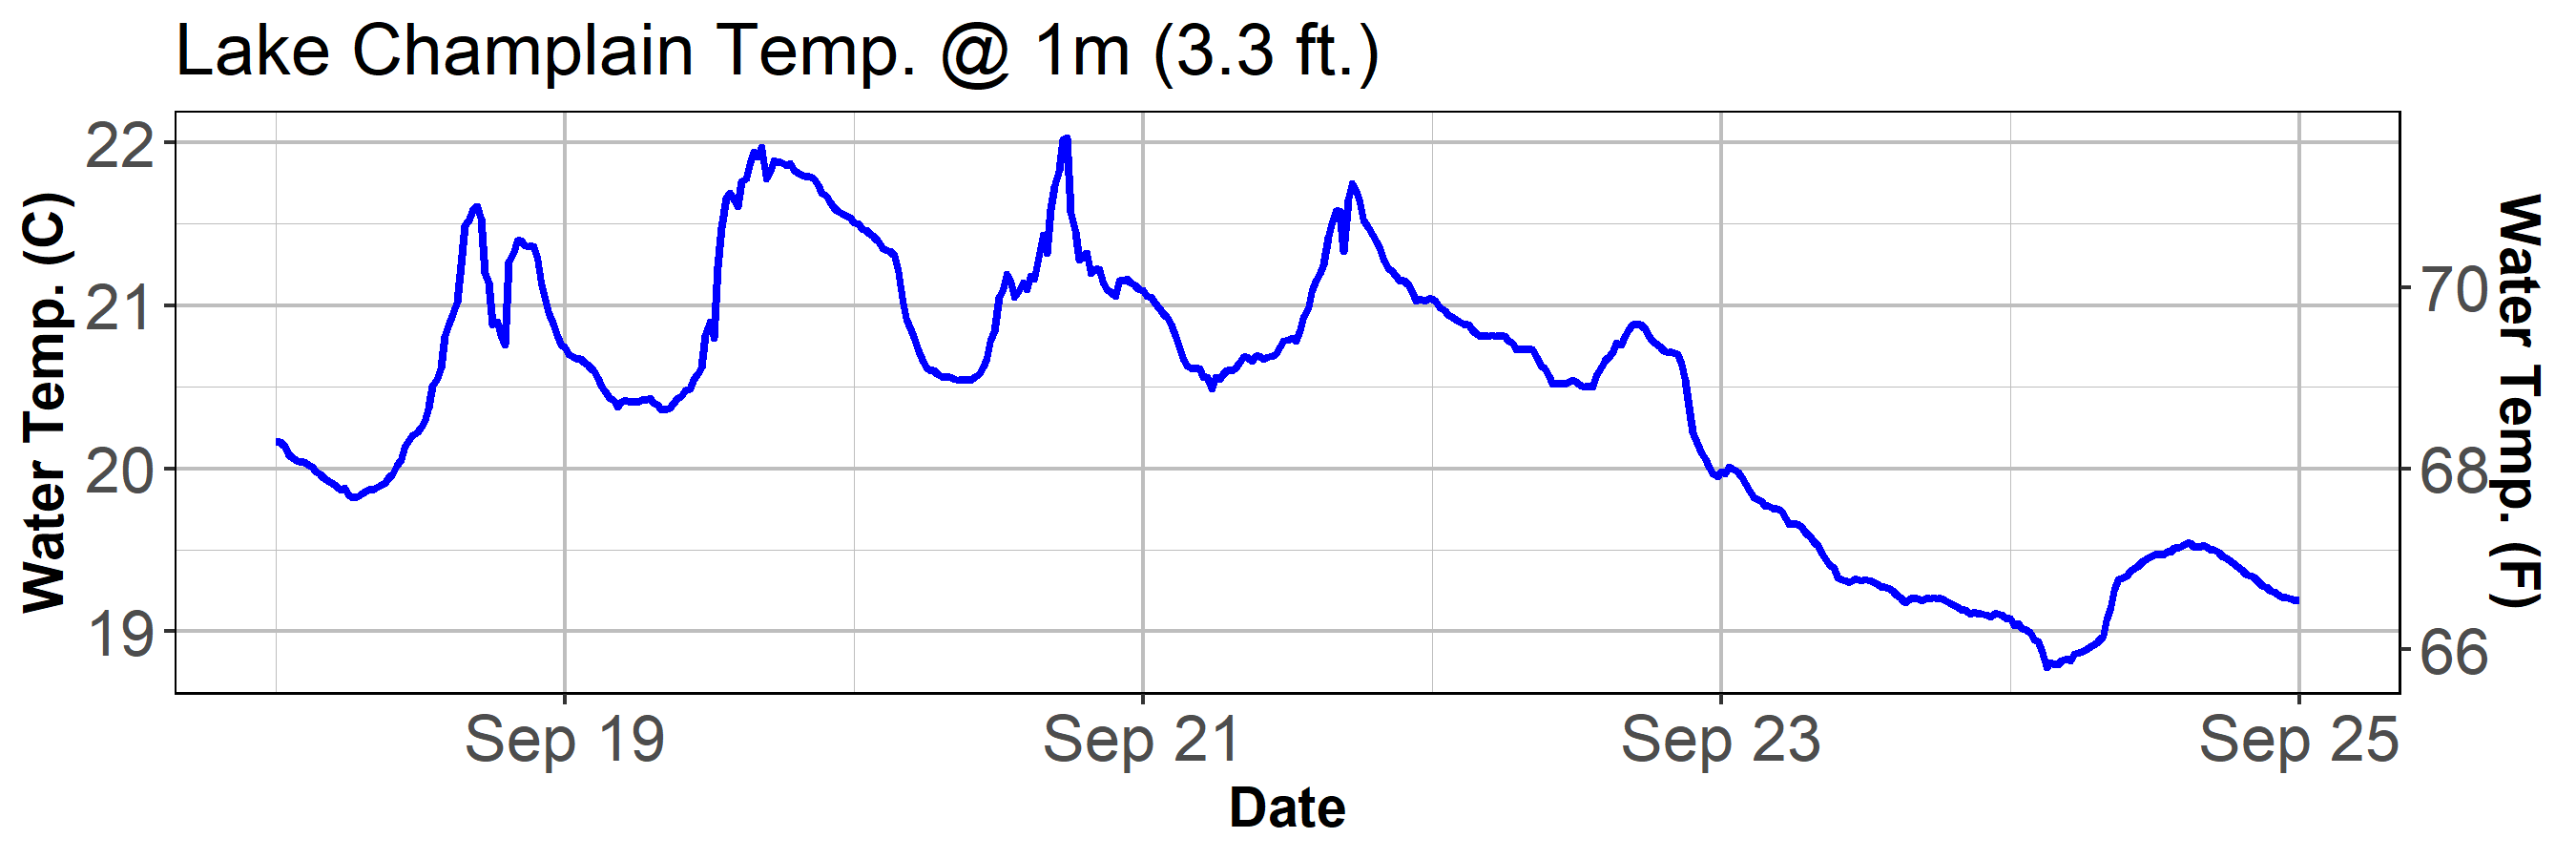 Lake Champlain Temp. @ 1m (3.3 ft.)
Water Temp. (C)
22
21
20
19
70
68
66
Water Temp. (F)
Sep 19
Sep 21
Sep 23
Sep 25
Date